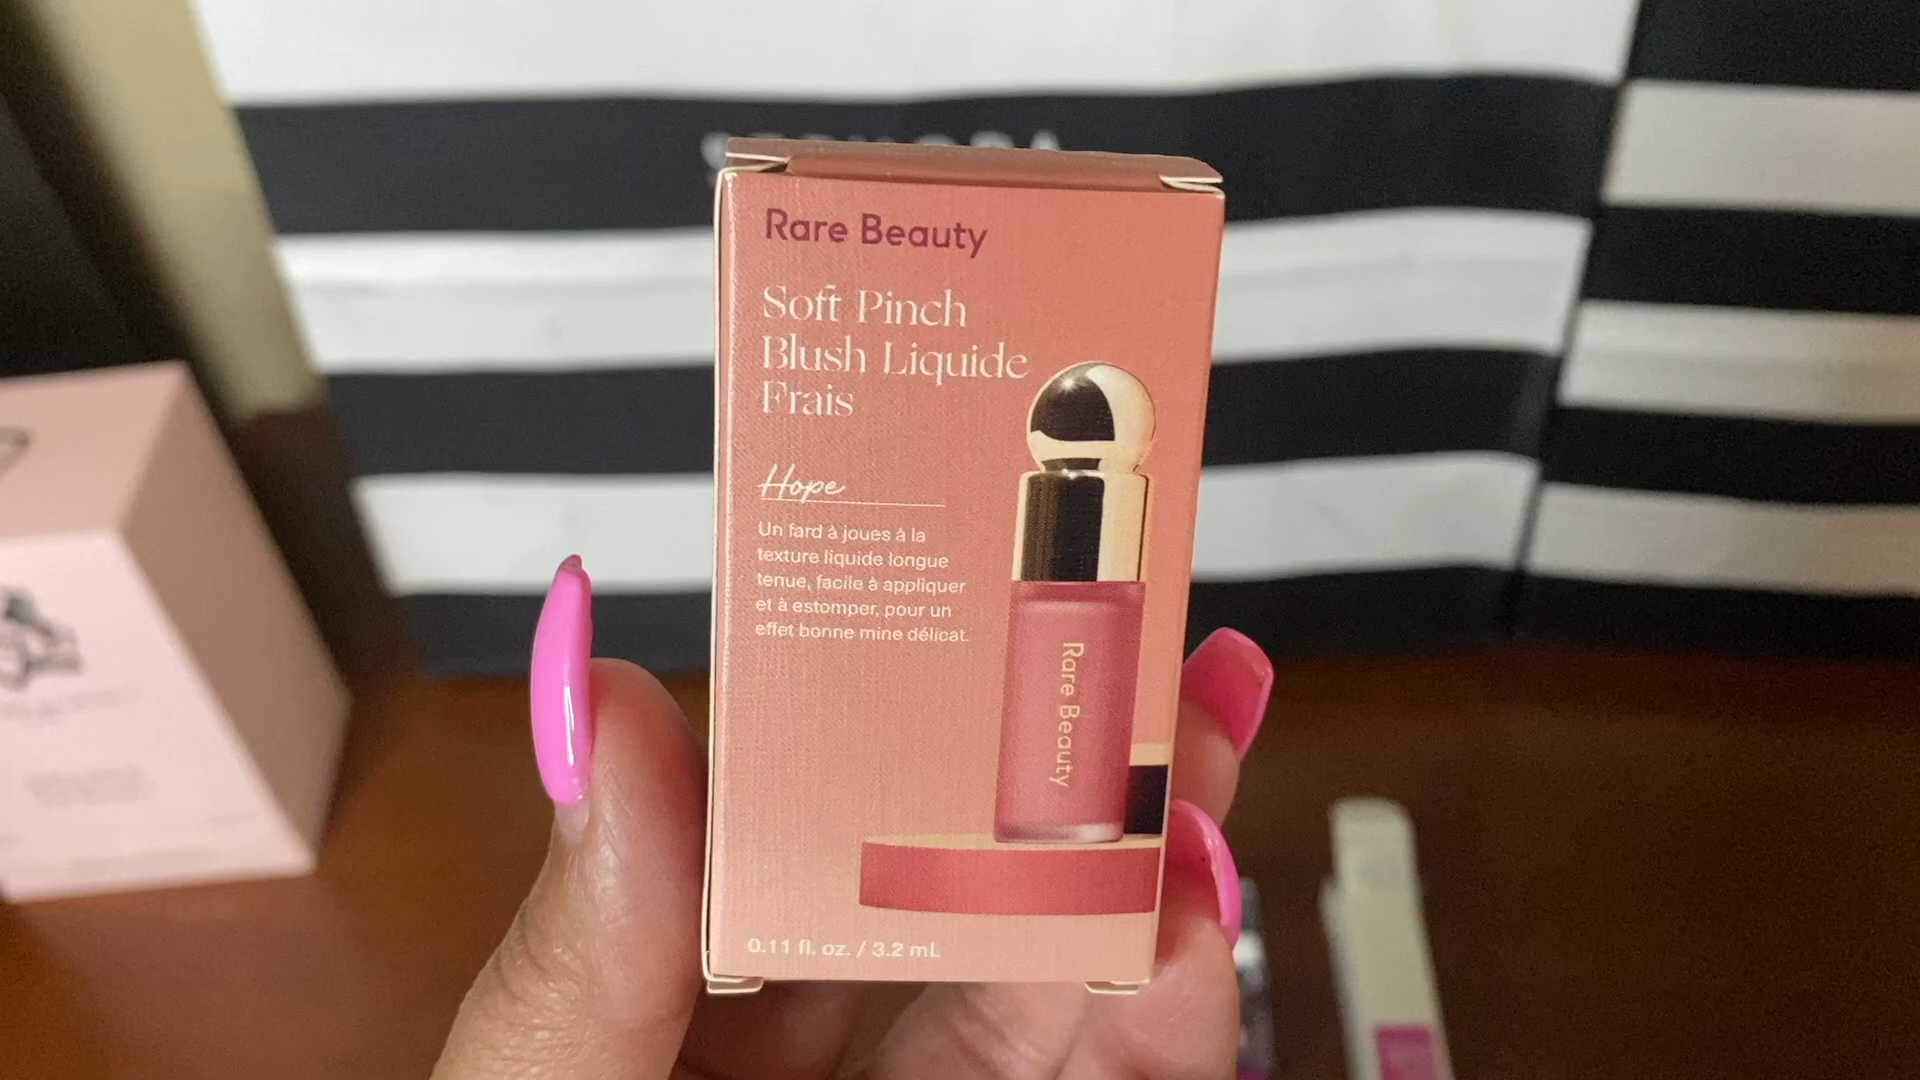 SEPHORA
Rare Beauty
Soft Pinch
Blush Liquide
Frais
Hope
Un fard à joues à la
texture liquide longue
tenue, facile à appliquer
et à estomper, pour un
effet bonne mine délicat.
Rare Beauty
0.11 fl. oz. / 3.2 mL